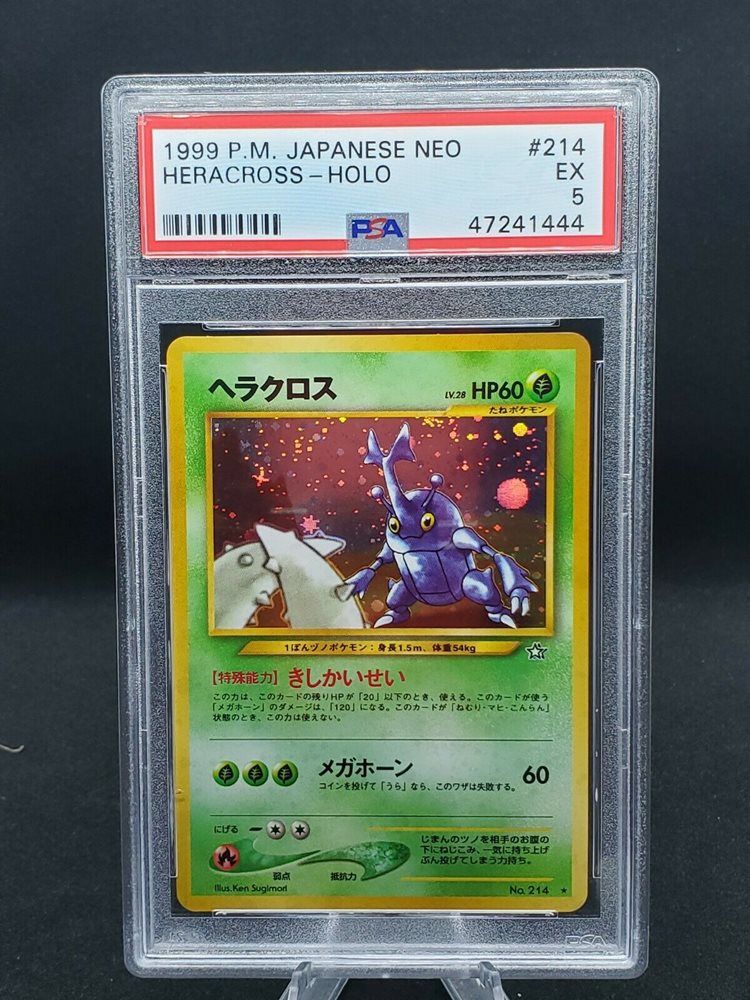 1999 P.M. JAPANESE NEO #214
HERACROSS - HOLO EX
5
PSA 47241444
ヘラクロス LV.28 HP60
たねポケモン
1ぽんヅノポケモン：身長1.5m、体重54kg
【特殊能力】きしかいせい
この力は、このカードの残りHPが「20」以下のとき、使える。このカードが使う
「メガホーン」のダメージは、「120」になる。このカードが「ねむり・マヒ・こんらん」
状態のとき、この力は使えない。
メガホーン 60
コインを投げて「うら」なら、このワザは失敗する。
にげる
弱点 抵抗力
じまんのツノを相手のお腹の
下にねじこみ、一気に持ち上げ
ぶん投げてしまう力持ち。
Illus. Ken Sugimori No. 214 ★
PSA